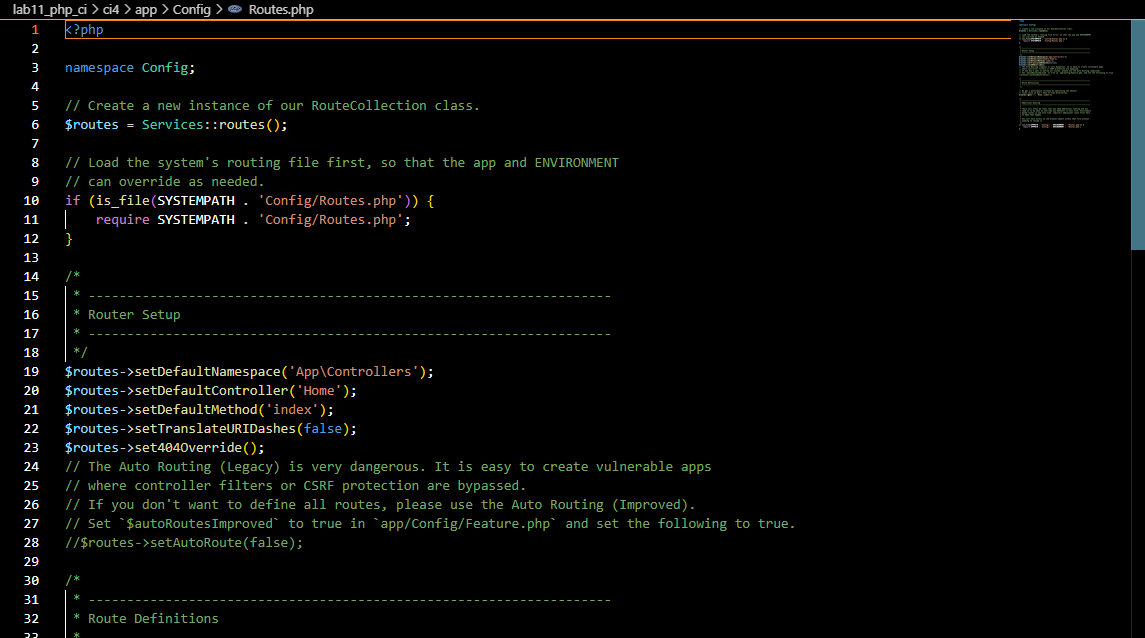 lab11_php_ci > ci4 > app > Config > Routes.php
1 <?php
2
3 namespace Config;
4
5 // Create a new instance of our RouteCollection class.
6 $routes = Services::routes();
7
8 // Load the system's routing file first, so that the app and ENVIRONMENT
9 // can override as needed.
10 if (is_file(SYSTEMPATH . 'Config/Routes.php')) {
11     require SYSTEMPATH . 'Config/Routes.php';
12 }
13
14 /*
15  * --------------------------------------------------------------------
16  * Router Setup
17  * --------------------------------------------------------------------
18  */
19 $routes->setDefaultNamespace('App\Controllers');
20 $routes->setDefaultController('Home');
21 $routes->setDefaultMethod('index');
22 $routes->setTranslateURIDashes(false);
23 $routes->set404Override();
24 // The Auto Routing (Legacy) is very dangerous. It is easy to create vulnerable apps
25 // where controller filters or CSRF protection are bypassed.
26 // If you don't want to define all routes, please use the Auto Routing (Improved).
27 // Set `$autoRoutesImproved` to true in `app/Config/Feature.php` and set the following to true.
28 //$routes->setAutoRoute(false);
29
30 /*
31  * --------------------------------------------------------------------
32  * Route Definitions
33  *